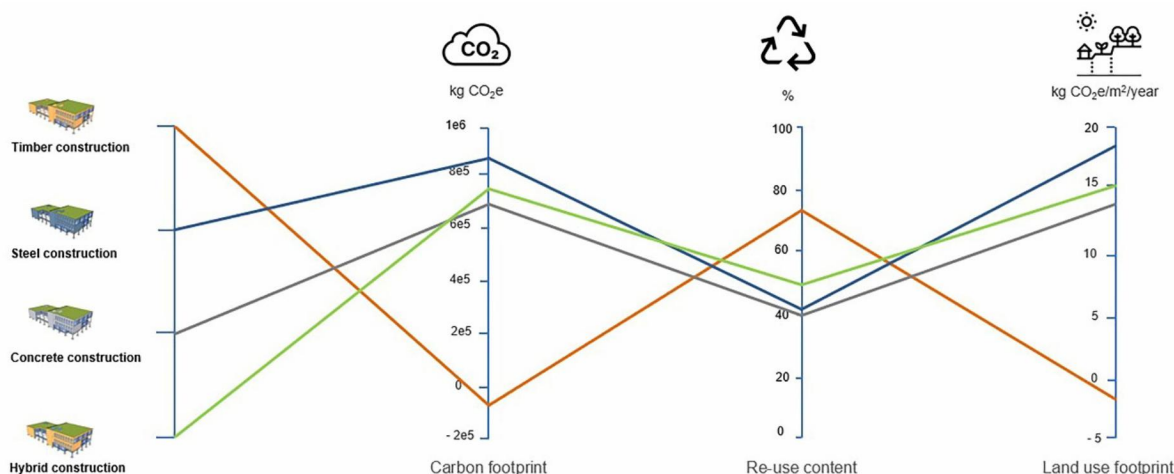 CO₂
kg CO₂e
%
kg CO₂e/m²/year
Timber construction
Steel construction
Concrete construction
Hybrid construction
1e6
8e5
6e5
4e5
2e5
0
- 2e5
100
80
60
40
20
0
20
15
10
5
0
- 5
Carbon footprint
Re-use content
Land use footprint